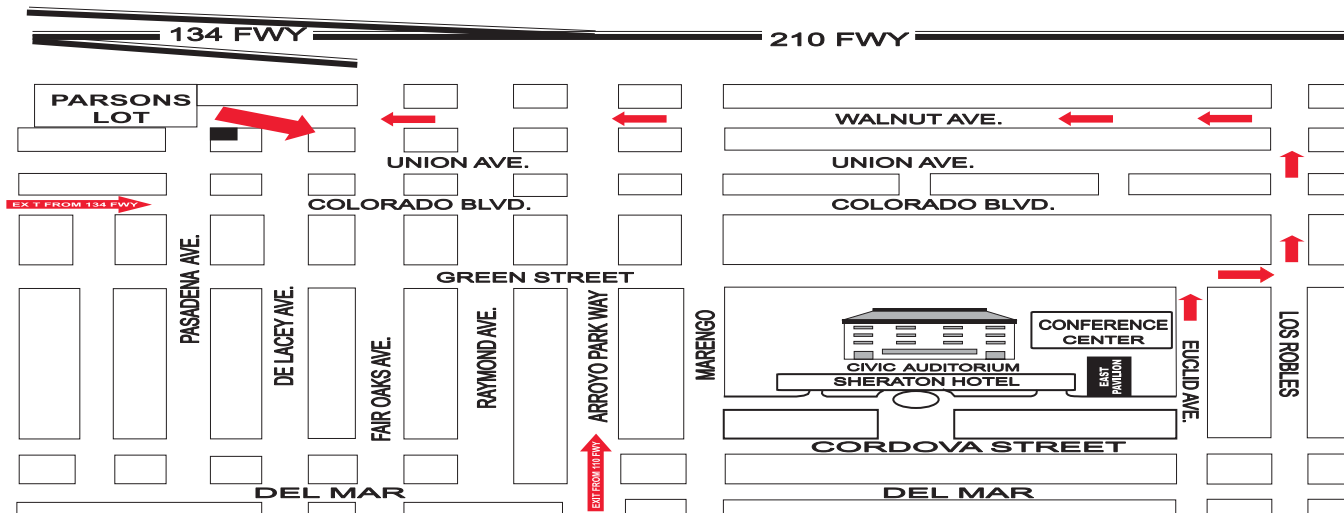 134 FWY
210 FWY
PARSONS
LOT
WALNUT AVE.
UNION AVE.
UNION AVE.
EX T FROM 134 FWY
COLORADO BLVD.
COLORADO BLVD.
PASADENA AVE.
GREEN STREET
DE LACEY AVE.
FAIR OAKS AVE.
RAYMOND AVE.
ARROYO PARK WAY
MARENGO
CONFERENCE
CENTER
CIVIC AUDITORIUM
SHERATON HOTEL
EAST
PAVILION
EUCLID AVE.
LOS ROBLES
CORDOVA STREET
EXIT FROM 110 FWY
DEL MAR
DEL MAR